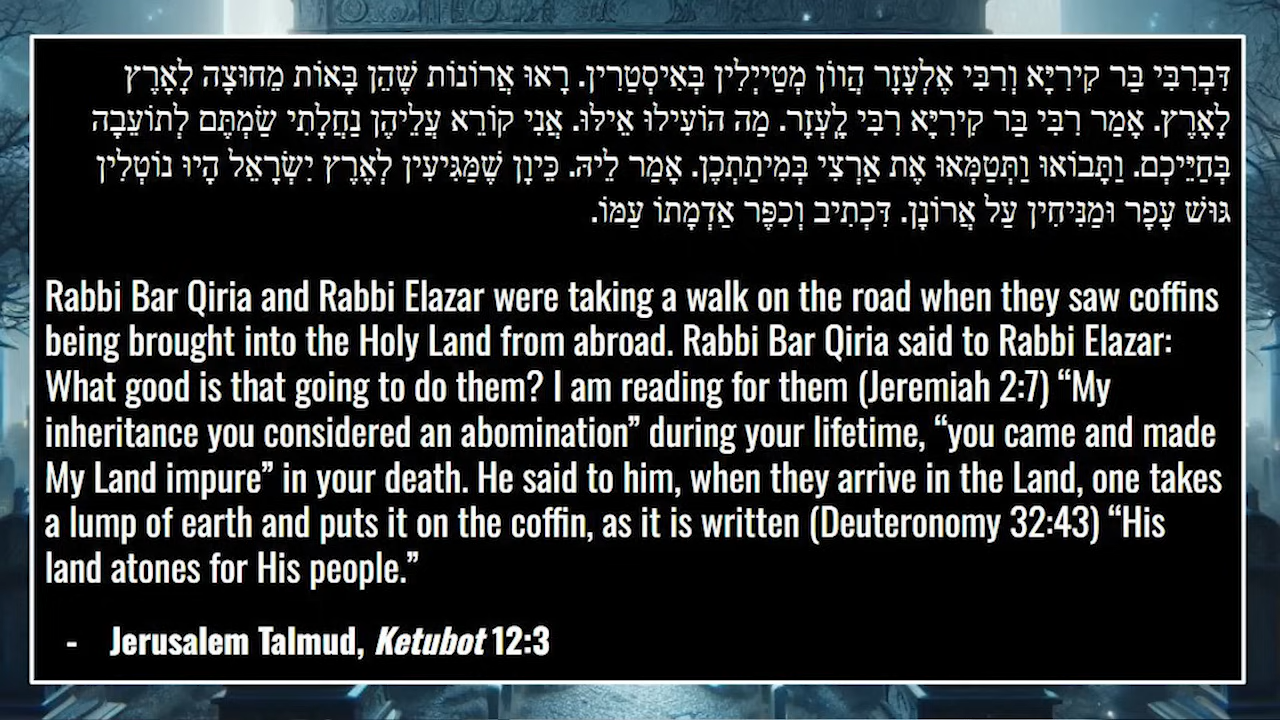 דִּבְרִבִּי בַּר קִירִיָּא וְרִבִּי אֶלְעָזָר הֲווֹן מְטַייְלִין בְּאִיסְטַרִין. רָאוּ אֲרוֹנוֹת שֶׁהֵן בָּאוֹת מֵחוּצָה לָאָרֶץ
לָאָרֶץ. אָמַר רִבִּי בַּר קִירִיָּא רִבִּי לָעְזָר. מַה הוֹעִילוּ אֵילּוּ. אֲנִי קוֹרֵא עֲלֵיהֶן נַחֲלָתִי שַׂמְתֶּם לְתוֹעֵבָה
בְּחַיֵּיכֶם. וַתָּבוֹאוּ וַתְּטַמְּאוּ אֶת אַרְצִי בְּמִיתַתְכֶן. אָמַר לֵיהּ. כֵּיוָן שֶׁמַּגִּיעִין לְאֶרֶץ יִשְׂרָאֵל הָיוּ נוֹטְלִין
גּוּשׁ עָפָר וּמַנִּיחִין עַל אֲרוֹנָן. דִּכְתִיב וְכִפֶּר אַדְמָתוֹ עַמּוֹ.
Rabbi Bar Qiria and Rabbi Elazar were taking a walk on the road when they saw coffins
being brought into the Holy Land from abroad. Rabbi Bar Qiria said to Rabbi Elazar:
What good is that going to do them? I am reading for them (Jeremiah 2:7) “My
inheritance you considered an abomination” during your lifetime, “you came and made
My Land impure” in your death. He said to him, when they arrive in the Land, one takes
a lump of earth and puts it on the coffin, as it is written (Deuteronomy 32:43) “His
land atones for His people.”
- Jerusalem Talmud, Ketubot 12:3